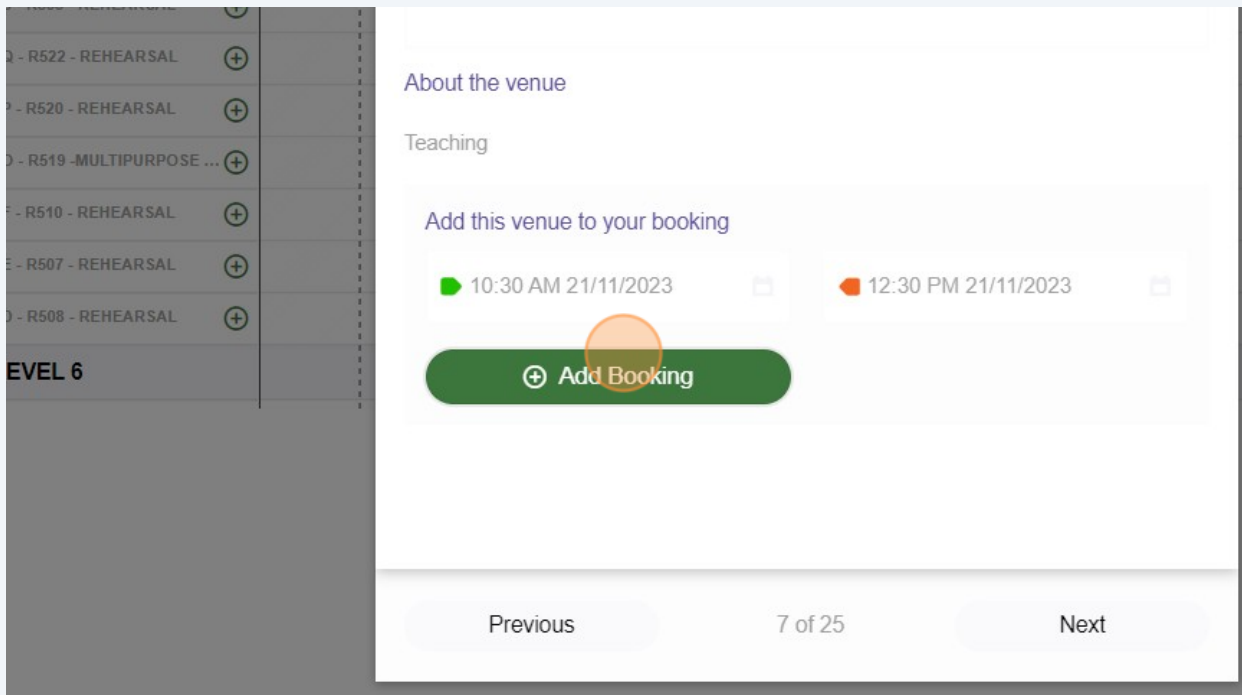 - R522 - REHEARSAL
- R520 - REHEARSAL
- R519 -MULTIPURPOSE ...
- R510 - REHEARSAL
- R507 - REHEARSAL
- R508 - REHEARSAL
EVEL 6
About the venue
Teaching
Add this venue to your booking
10:30 AM 21/11/2023 12:30 PM 21/11/2023
Add Booking
Previous 7 of 25 Next